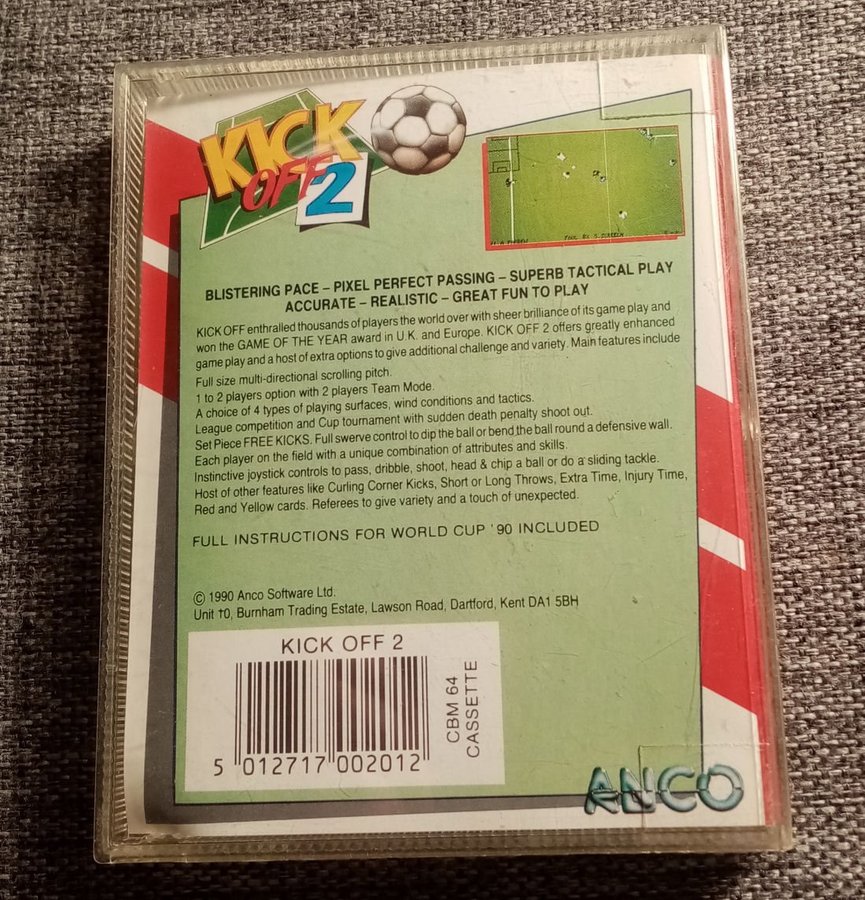 KICK
OFF 2
BLISTERING PACE – PIXEL PERFECT PASSING – SUPERB TACTICAL PLAY
ACCURATE – REALISTIC – GREAT FUN TO PLAY
KICK OFF enthralled thousands of players the world over with sheer brilliance of its game play and
won the GAME OF THE YEAR award in U.K. and Europe. KICK OFF 2 offers greatly enhanced
game play and a host of extra options to give additional challenge and variety. Main features include
Full size multi-directional scrolling pitch.
1 to 2 players option with 2 players Team Mode.
A choice of 4 types of playing surfaces, wind conditions and tactics.
League competition and Cup tournament with sudden death penalty shoot out.
Set Piece FREE KICKS. Full swerve control to dip the ball or bend the ball round a defensive wall.
Each player on the field with a unique combination of attributes and skills.
Instinctive joystick controls to pass, dribble, shoot, head & chip a ball or do a sliding tackle.
Host of other features like Curling Corner Kicks, Short or Long Throws, Extra Time, Injury Time,
Red and Yellow cards. Referees to give variety and a touch of unexpected.
FULL INSTRUCTIONS FOR WORLD CUP '90 INCLUDED
© 1990 Anco Software Ltd.
Unit 10, Burnham Trading Estate, Lawson Road, Dartford, Kent DA1 5BH
KICK OFF 2
5 012717 002012
CBM 64
CASSETTE
ANCO